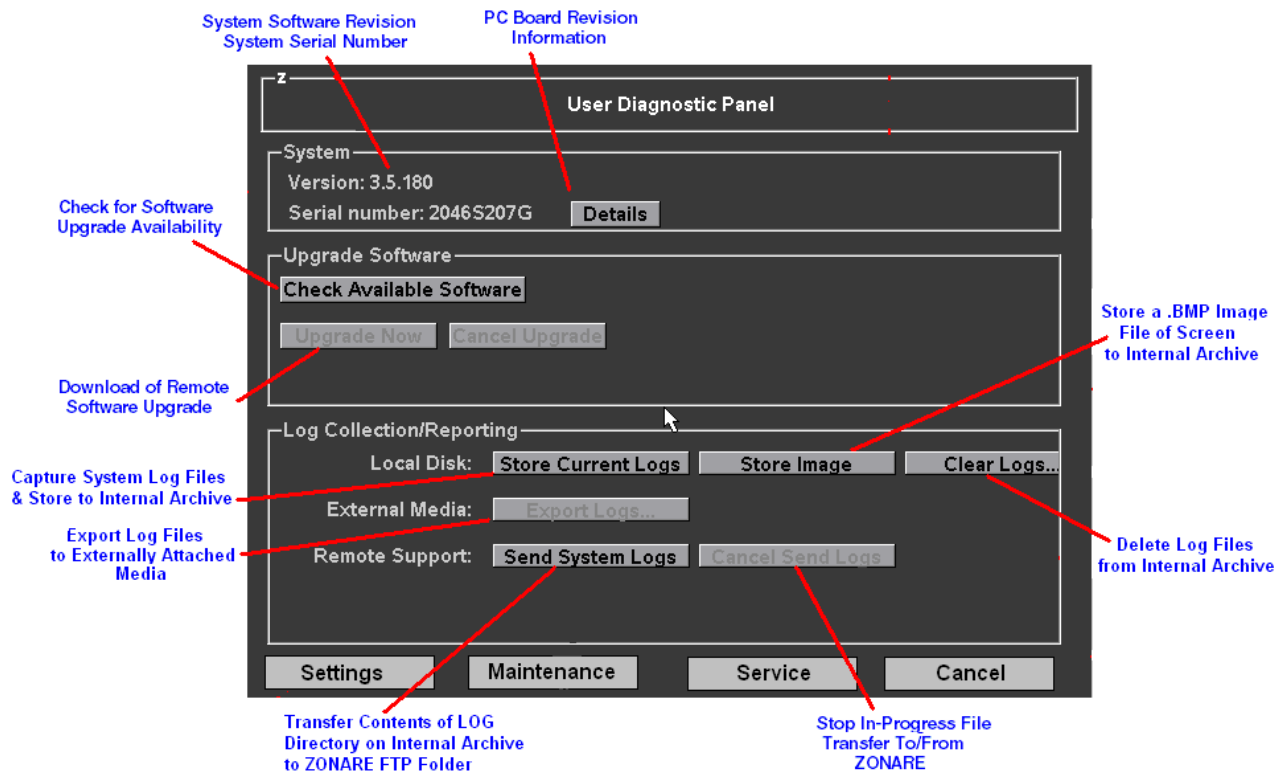 System Software Revision
System Serial Number
PC Board Revision
Information
z
User Diagnostic Panel
System
Version: 3.5.180
Serial number: 2046S207G
Details
Check for Software
Upgrade Availability
Upgrade Software
Check Available Software
Upgrade Now
Cancel Upgrade
Store a .BMP Image
File of Screen
to Internal Archive
Download of Remote
Software Upgrade
Log Collection/Reporting
Local Disk:
Store Current Logs
Store Image
Clear Logs...
Capture System Log Files
& Store to Internal Archive
External Media:
Export Logs...
Export Log Files
to Externally Attached
Media
Remote Support:
Send System Logs
Cancel Send Logs
Delete Log Files
from Internal Archive
Settings
Maintenance
Service
Cancel
Transfer Contents of LOG
Directory on Internal Archive
to ZONARE FTP Folder
Stop In-Progress File
Transfer To/From
ZONARE